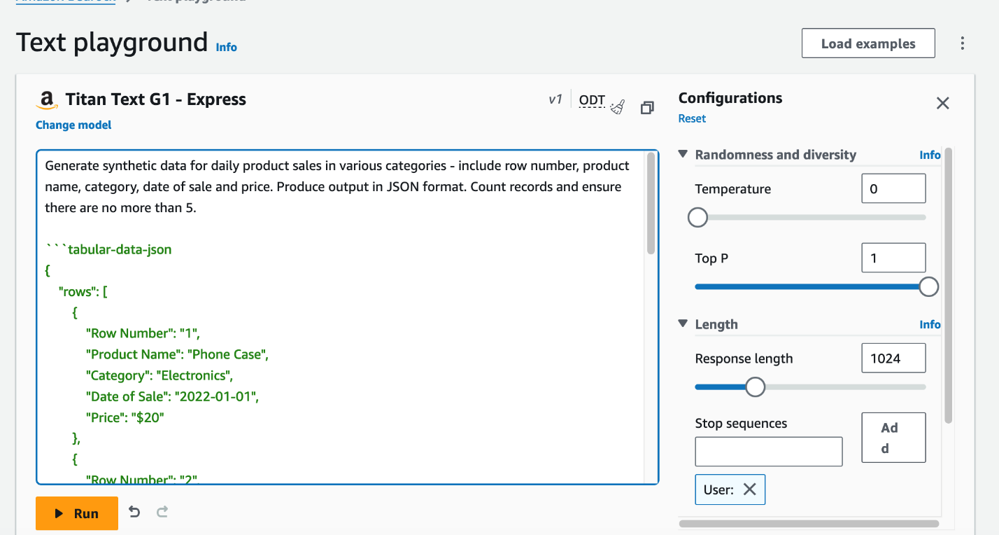 Amazon Bedrock > Text playground
Text playground Info
Load examples
Titan Text G1 - Express
v1
ODT
Change model
Generate synthetic data for daily product sales in various categories - include row number, product
name, category, date of sale and price. Produce output in JSON format. Count records and ensure
there are no more than 5.
```tabular-data-json
{
"rows": [
{
"Row Number": "1",
"Product Name": "Phone Case",
"Category": "Electronics",
"Date of Sale": "2022-01-01",
"Price": "$20"
},
{
"Row Number": "2",
Run
Configurations
Reset
Randomness and diversity Info
Temperature 0
Top P 1
Length Info
Response length 1024
Stop sequences
Ad
d
User: